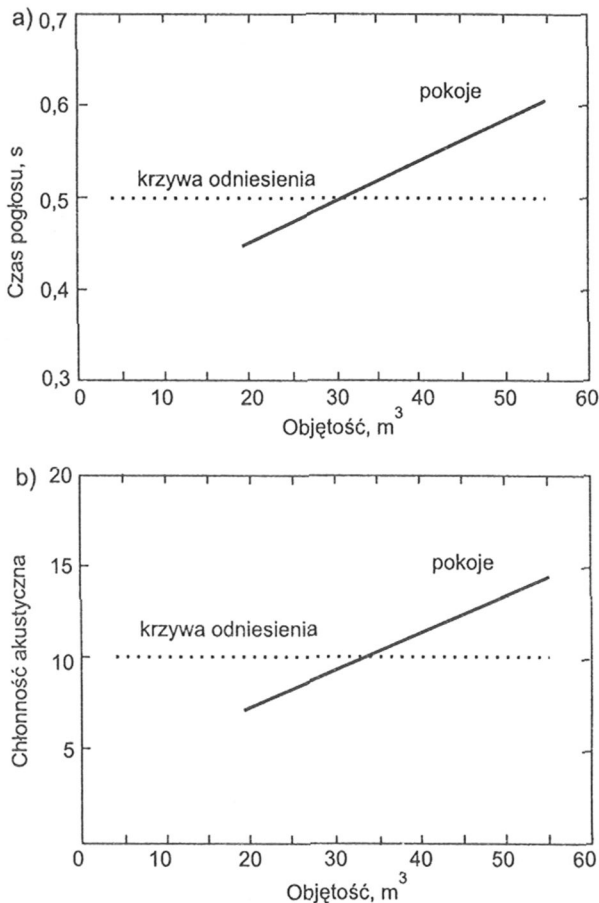 a)
0,7
0,6
0,5
0,4
0,3
Czas pogłosu, s
pokoje
krzywa odniesienia
0 10 20 30 40 50 60
Objętość, m³
b)
20
15
10
5
Chłonność akustyczna
pokoje
krzywa odniesienia
0 10 20 30 40 50 60
Objętość, m³